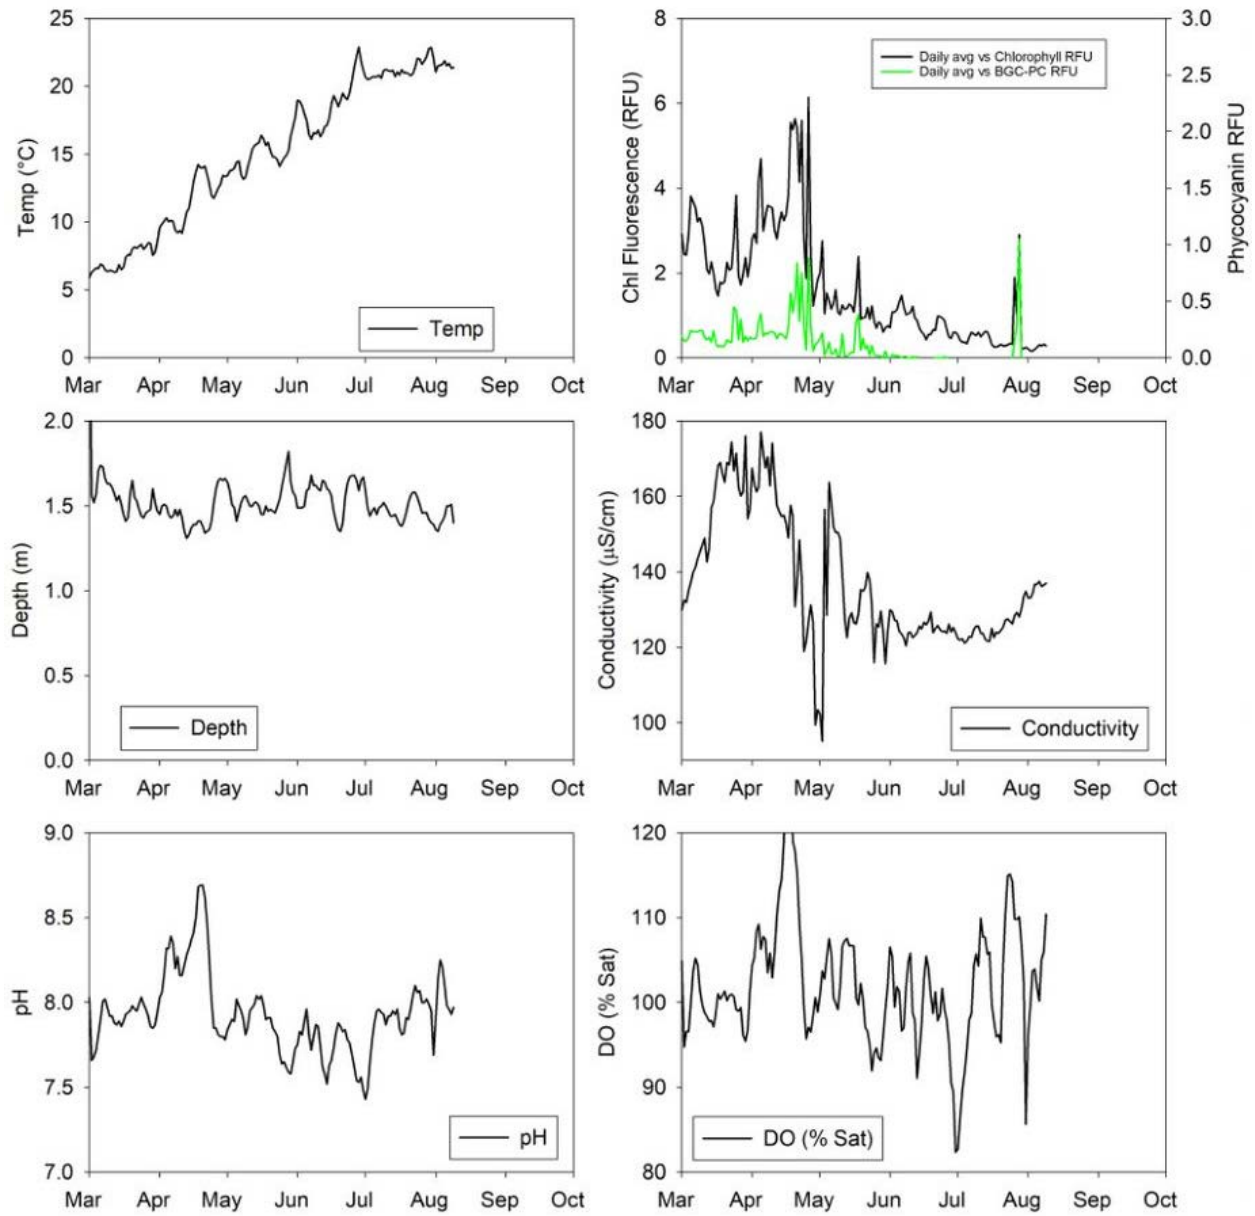 25
20
15
10
5
0
Temp (°C)
Temp
Mar Apr May Jun Jul Aug Sep Oct
8
6
4
2
0
Chl Fluorescence (RFU)
Daily avg vs Chlorophyll RFU
Daily avg vs BGC-PC RFU
3.0
2.5
2.0
1.5
1.0
0.5
0.0
Phycocyanin RFU
Mar Apr May Jun Jul Aug Sep Oct
2.0
1.5
1.0
0.5
0.0
Depth (m)
Depth
Mar Apr May Jun Jul Aug Sep Oct
180
160
140
120
100
Conductivity (µS/cm)
Conductivity
Mar Apr May Jun Jul Aug Sep Oct
9.0
8.5
8.0
7.5
7.0
pH
pH
Mar Apr May Jun Jul Aug Sep Oct
120
110
100
90
80
DO (% Sat)
DO (% Sat)
Mar Apr May Jun Jul Aug Sep Oct